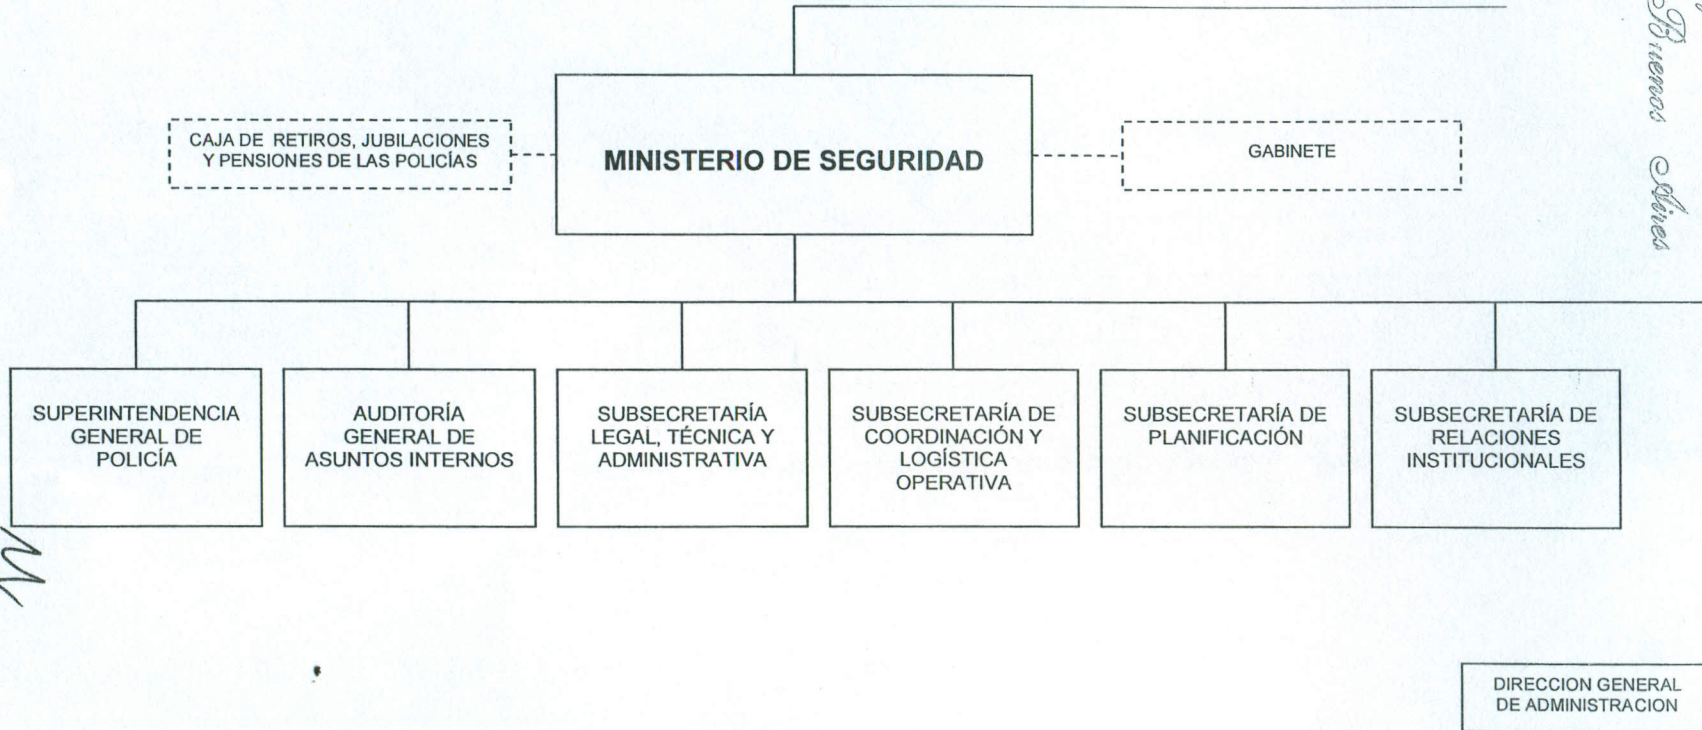 Buenos Aires
CAJA DE RETIROS, JUBILACIONES
Y PENSIONES DE LAS POLICÍAS
MINISTERIO DE SEGURIDAD
GABINETE
SUPERINTENDENCIA
GENERAL DE
POLICÍA
AUDITORÍA
GENERAL DE
ASUNTOS INTERNOS
SUBSECRETARÍA
LEGAL, TÉCNICA Y
ADMINISTRATIVA
SUBSECRETARÍA DE
COORDINACIÓN Y
LOGÍSTICA
OPERATIVA
SUBSECRETARÍA DE
PLANIFICACIÓN
SUBSECRETARÍA DE
RELACIONES
INSTITUCIONALES
DIRECCION GENERAL
DE ADMINISTRACION